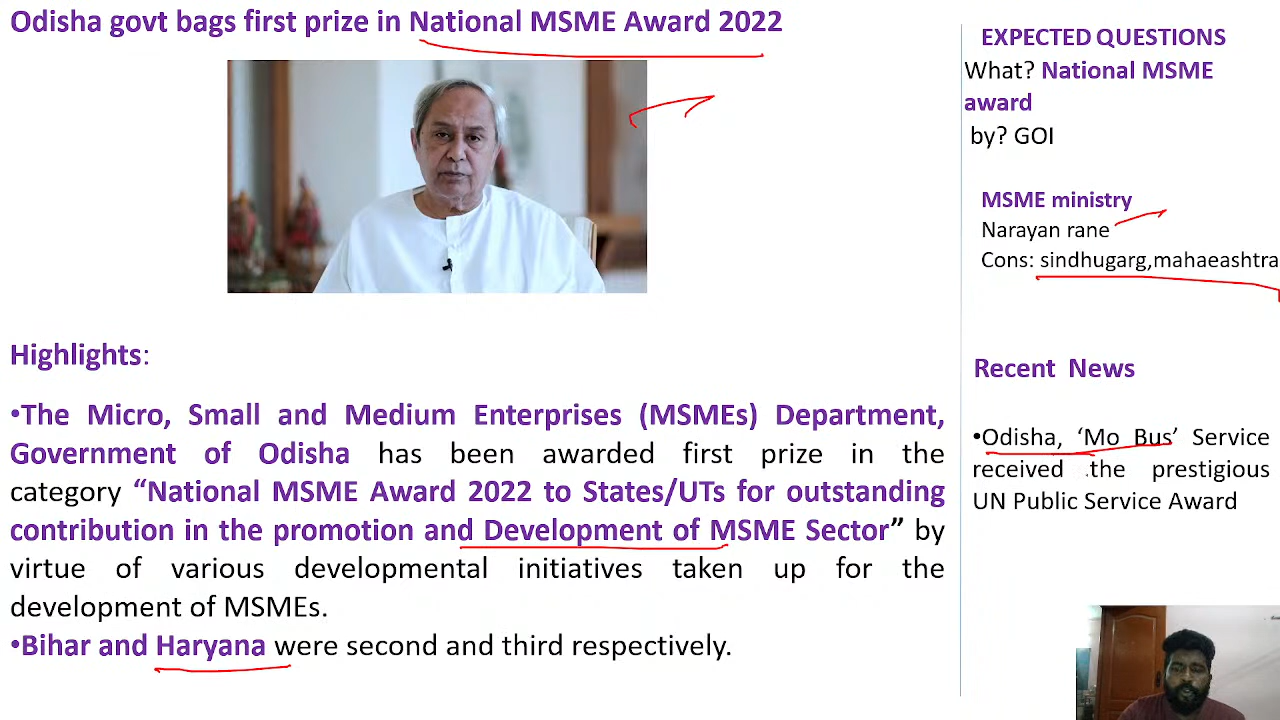 Odisha govt bags first prize in National MSME Award 2022
Highlights:
•The Micro, Small and Medium Enterprises (MSMEs) Department,
Government of Odisha has been awarded first prize in the
category “National MSME Award 2022 to States/UTs for outstanding
contribution in the promotion and Development of MSME Sector” by
virtue of various developmental initiatives taken up for the
development of MSMEs.
•Bihar and Haryana were second and third respectively.
EXPECTED QUESTIONS
What? National MSME
award
by? GOI
MSME ministry
Narayan rane
Cons: sindhugarg,mahaeashtra
Recent News
•Odisha, ‘Mo Bus’ Service
received the prestigious
UN Public Service Award